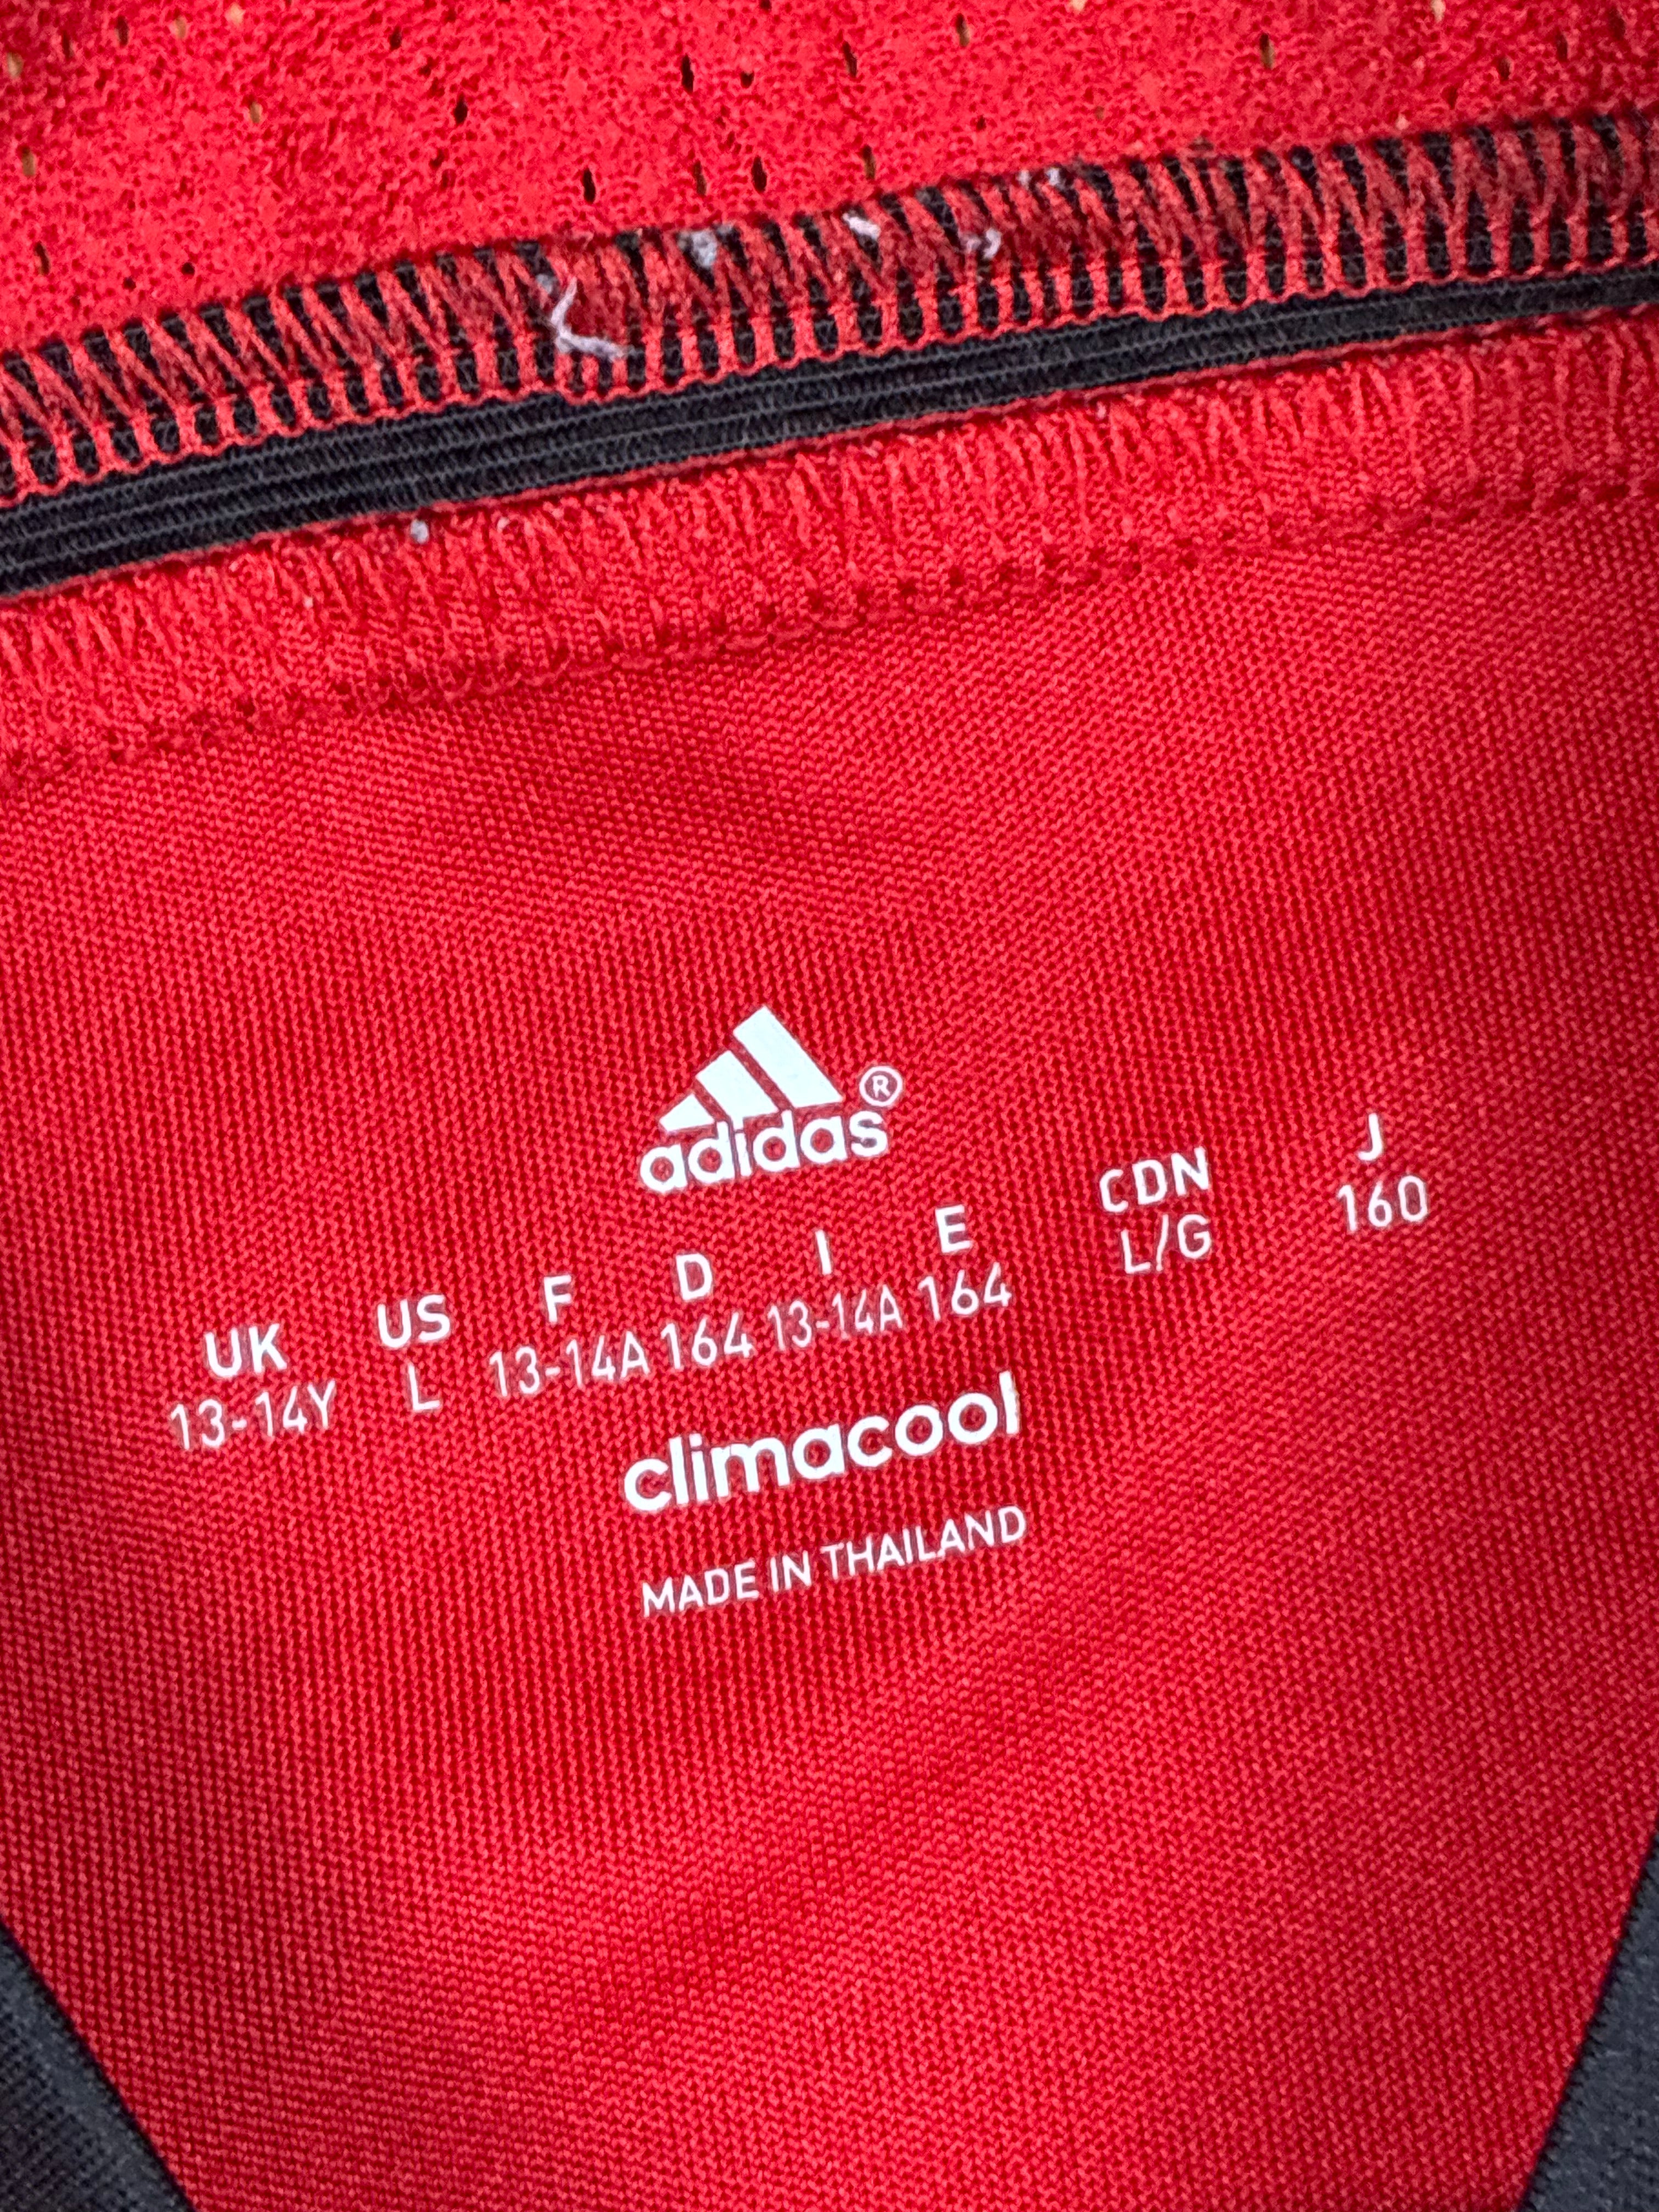 adidas®
UK US F D I E CDN J
13-14Y L 13-14A 164 13-14A 164 L/G 160
climacool
MADE IN THAILAND